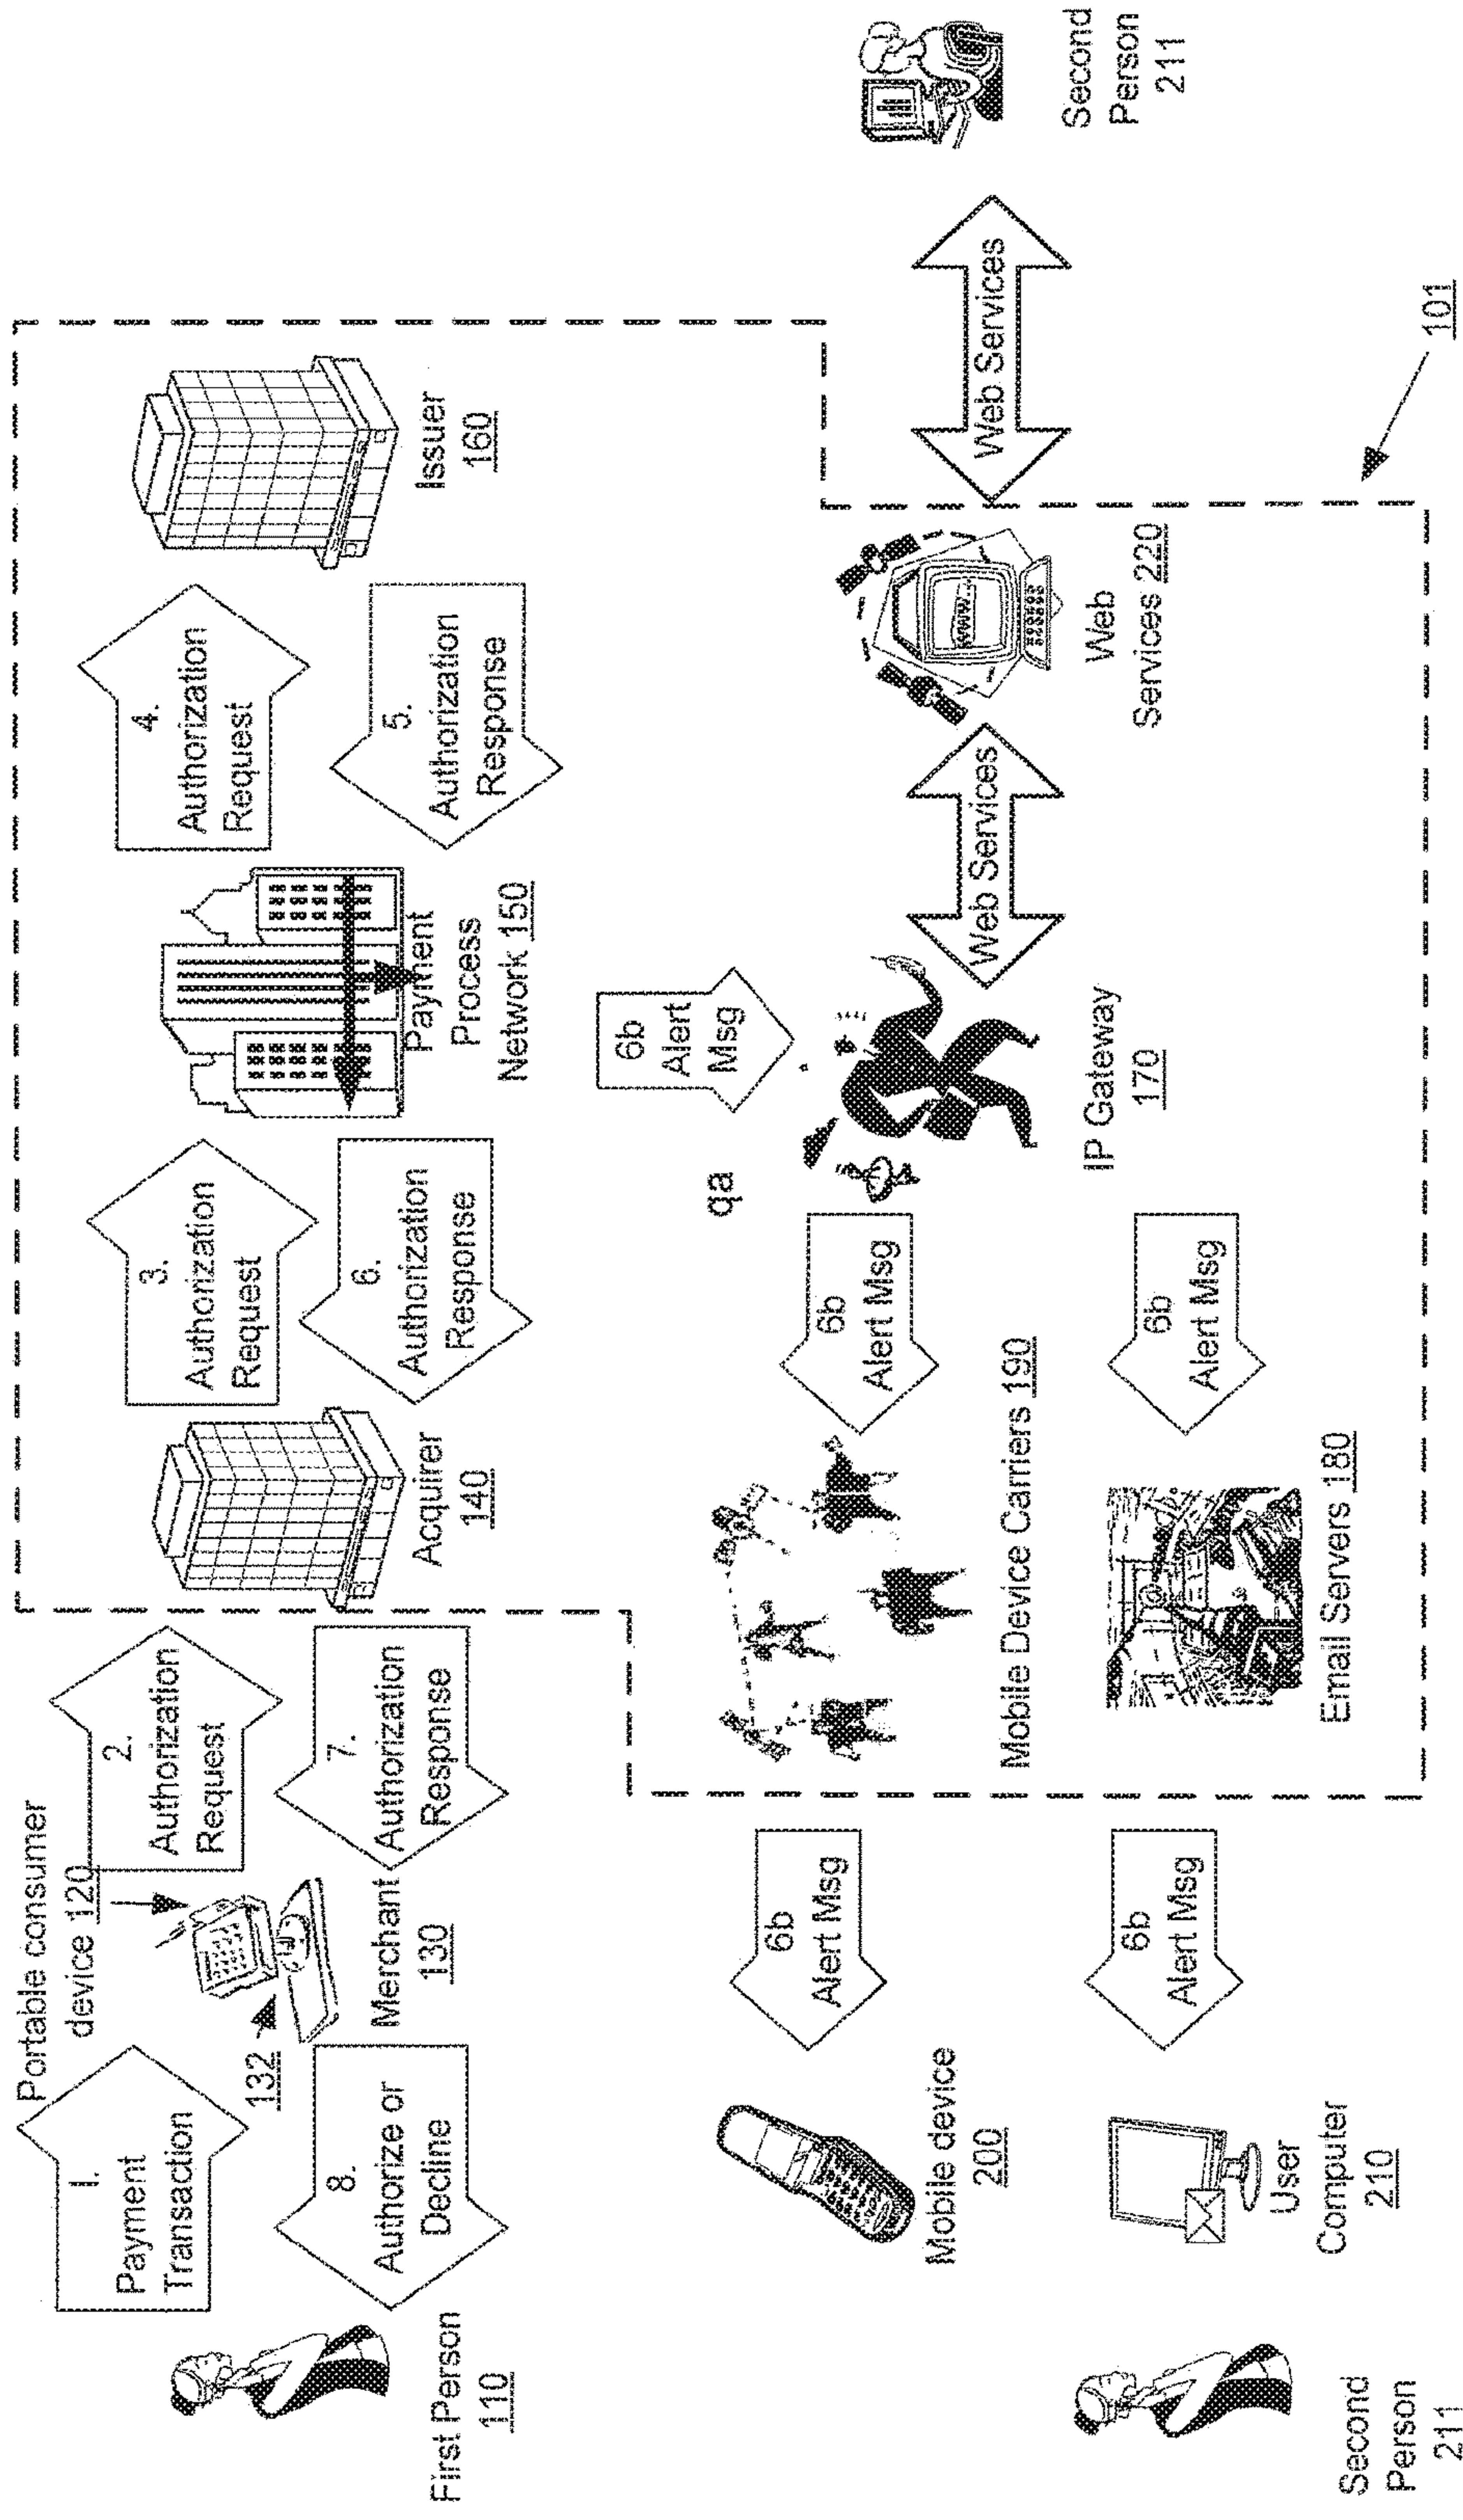 Portable consumer
device 120
1.
Payment
Transaction
2.
Authorization
Request
3.
Authorization
Request
4.
Authorization
Request
132
8.
Authorize or
Decline
7.
Authorization
Response
6.
Authorization
Response
5.
Authorization
Response
First Person
110
Merchant
130
Acquirer
140
Payment
Process
Network 150
Issuer
160
6b
Alert
Msg
qa
6b
Alert Msg
6b
Alert Msg
Web Services
www...
Web Services
Mobile device
200
Mobile Device Carriers 190
IP Gateway
170
Web
Services 220
Second
Person
211
6b
Alert Msg
6b
Alert Msg
Second
Person
211
User
Computer
210
Email Servers 180
101